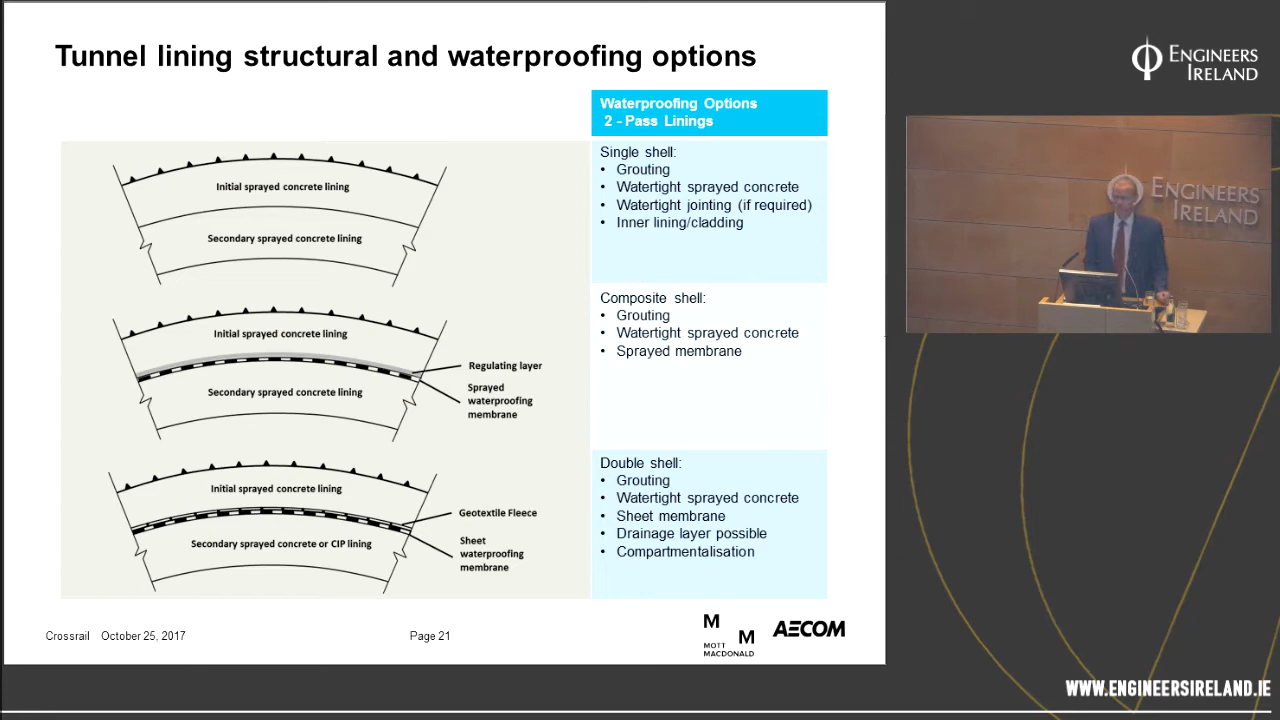 Tunnel lining structural and waterproofing options
Waterproofing Options
2 - Pass Linings
Initial sprayed concrete lining
Secondary sprayed concrete lining
Single shell:
• Grouting
• Watertight sprayed concrete
• Watertight jointing (if required)
• Inner lining/cladding
Initial sprayed concrete lining
Regulating layer
Sprayed
waterproofing
membrane
Secondary sprayed concrete lining
Composite shell:
• Grouting
• Watertight sprayed concrete
• Sprayed membrane
Initial sprayed concrete lining
Geotextile Fleece
Sheet
waterproofing
membrane
Secondary sprayed concrete or CIP lining
Double shell:
• Grouting
• Watertight sprayed concrete
• Sheet membrane
• Drainage layer possible
• Compartmentalisation
Crossrail October 25, 2017
Page 21
M
M
MOTT
MACDONALD
AECOM
ENGINEERS
IRELAND
ENGINEERS
IRELAND
WWW.ENGINEERSIRELAND.IE